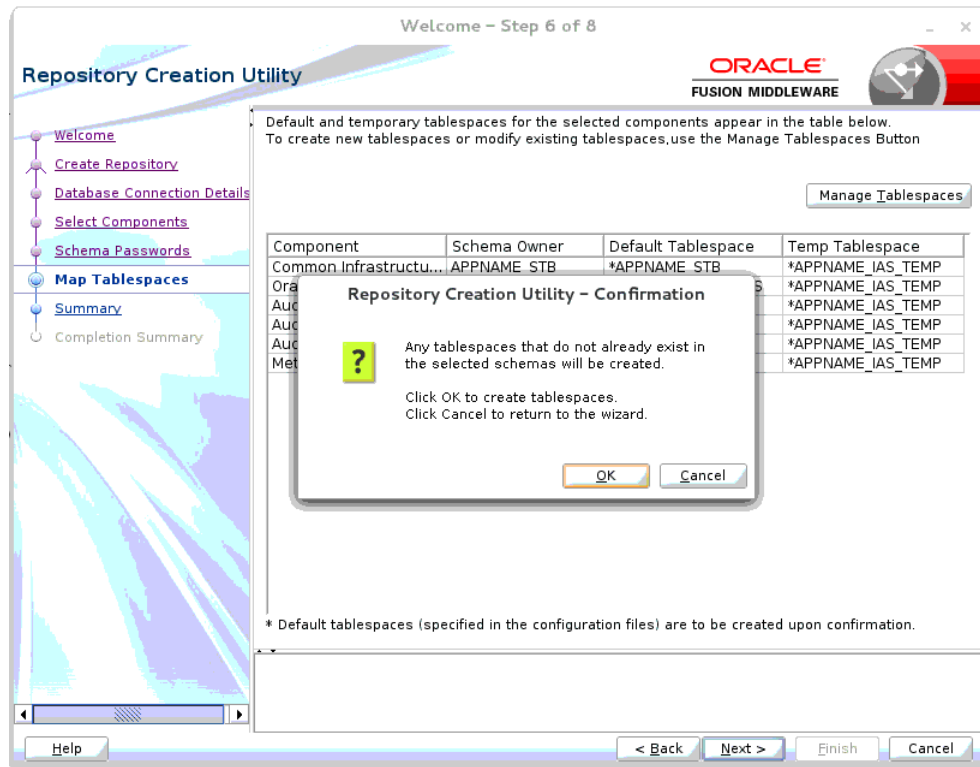 Welcome – Step 6 of 8
Repository Creation Utility
ORACLE
FUSION MIDDLEWARE
Welcome
Create Repository
Database Connection Details
Select Components
Schema Passwords
Map Tablespaces
Summary
Completion Summary
Default and temporary tablespaces for the selected components appear in the table below.
To create new tablespaces or modify existing tablespaces,use the Manage Tablespaces Button
Manage Tablespaces
Component Schema Owner Default Tablespace Temp Tablespace
Common Infrastructu... APPNAME_STB *APPNAME_STB *APPNAME_IAS_TEMP
*APPNAME_IAS_TEMP
*APPNAME_IAS_TEMP
*APPNAME_IAS_TEMP
*APPNAME_IAS_TEMP
*APPNAME_IAS_TEMP
Repository Creation Utility – Confirmation
?
Any tablespaces that do not already exist in
the selected schemas will be created.
Click OK to create tablespaces.
Click Cancel to return to the wizard.
OK Cancel
* Default tablespaces (specified in the configuration files) are to be created upon confirmation.
Help < Back Next > Finish Cancel